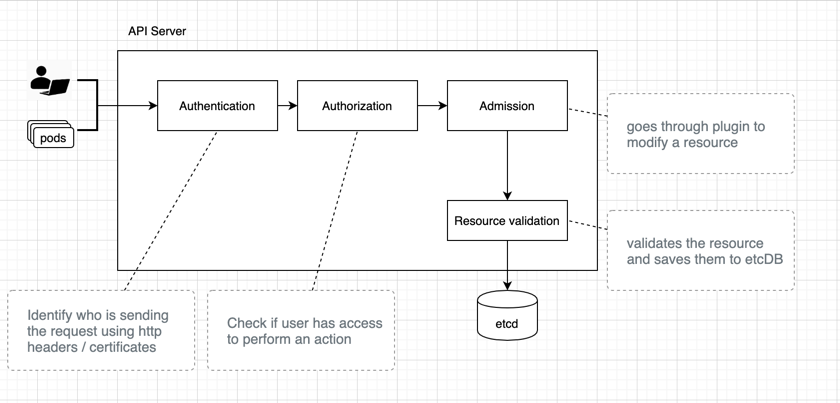 API Server
Authentication
Authorization
Admission
pods
goes through plugin to
modify a resource
Resource validation
validates the resource
and saves them to etcDB
Identify who is sending
the request using http
headers / certificates
Check if user has access
to perform an action
etcd